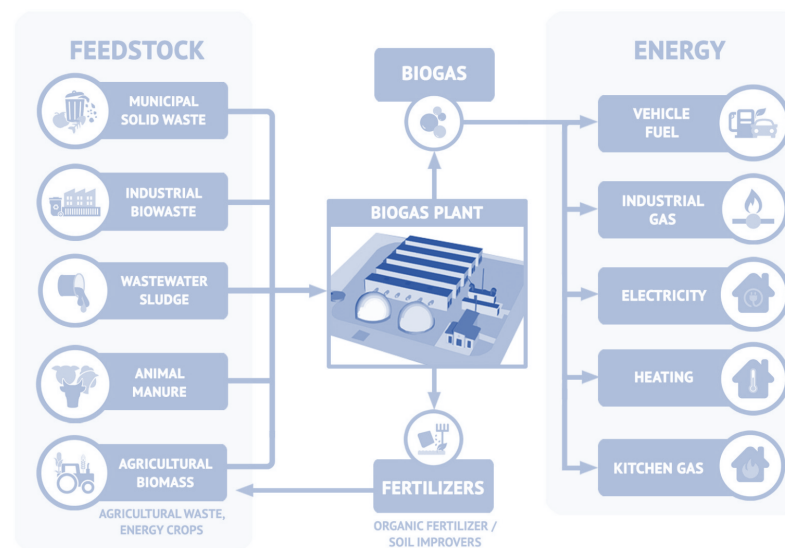 FEEDSTOCK
MUNICIPAL
SOLID WASTE
INDUSTRIAL
BIOWASTE
WASTEWATER
SLUDGE
ANIMAL
MANURE
AGRICULTURAL
BIOMASS
AGRICULTURAL WASTE,
ENERGY CROPS
BIOGAS
BIOGAS PLANT
FERTILIZERS
ORGANIC FERTILIZER /
SOIL IMPROVERS
ENERGY
VEHICLE
FUEL
INDUSTRIAL
GAS
ELECTRICITY
HEATING
KITCHEN GAS